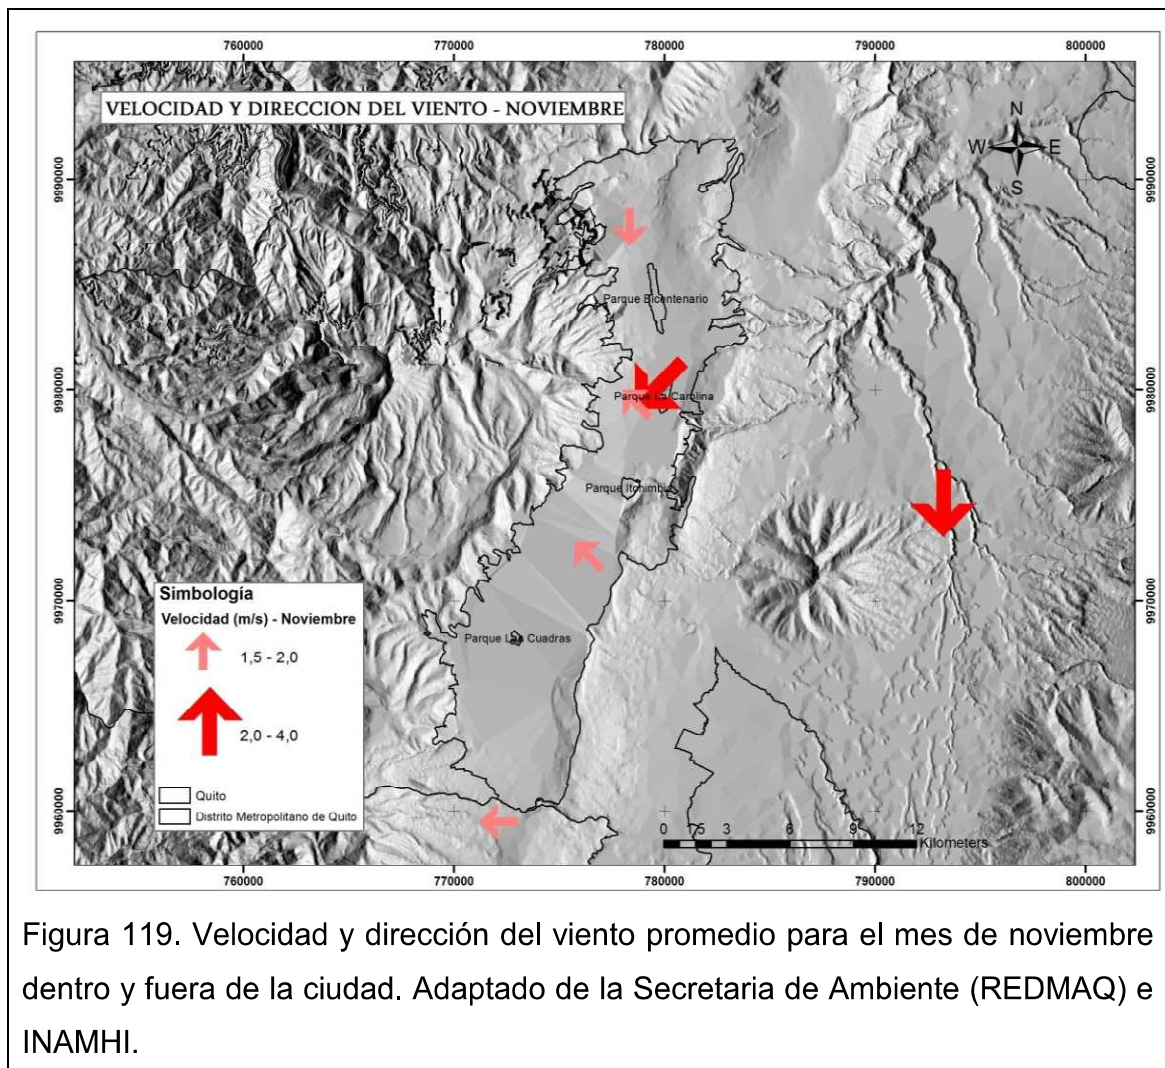 760000 770000 780000 790000 800000
VELOCIDAD Y DIRECCION DEL VIENTO - NOVIEMBRE
N
W E
S
9990000 9990000
Parque Bicentenario
9980000 9980000
Parque La Carolina
Parque Itchimbia
9970000 9970000
Simbología
Velocidad (m/s) - Noviembre
1,5 - 2,0
2,0 - 4,0
Quito
Distrito Metropolitano de Quito
Parque Las Cuadras
9960000 9960000
0 1,5 3 6 9 12
Kilometers
760000 770000 780000 790000 800000
Figura 119. Velocidad y dirección del viento promedio para el mes de noviembre
dentro y fuera de la ciudad. Adaptado de la Secretaria de Ambiente (REDMAQ) e
INAMHI.